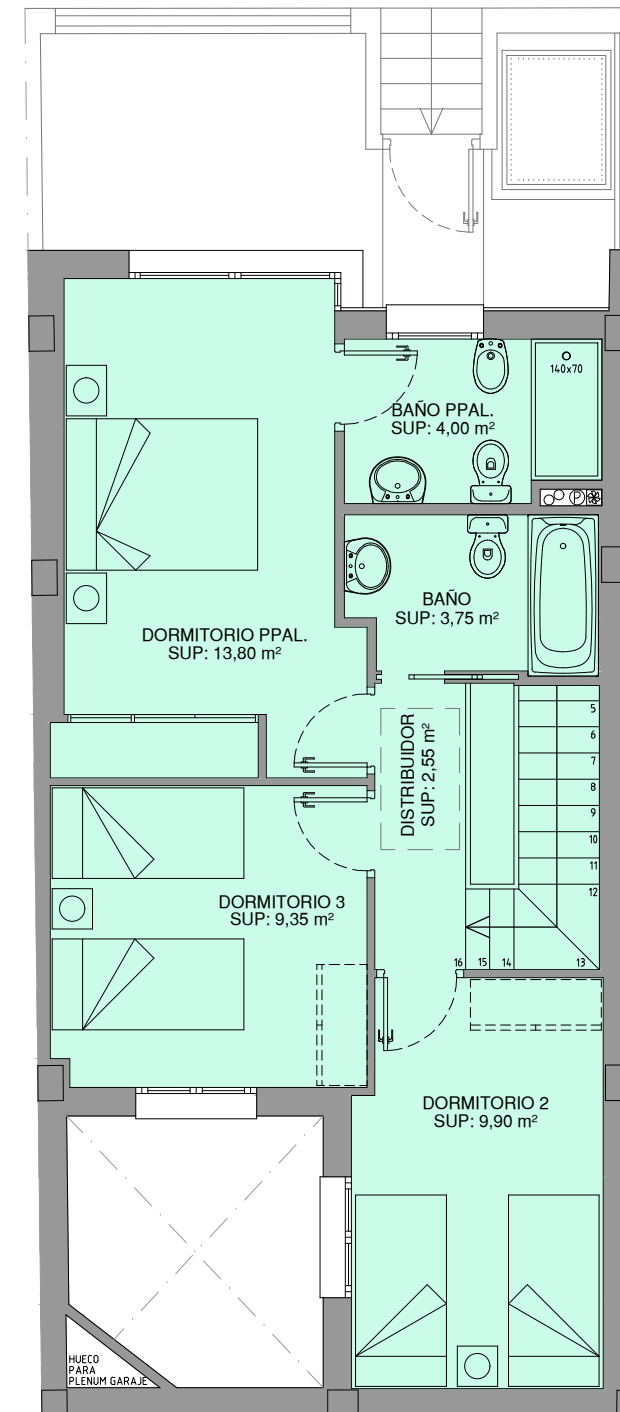 140x70
BAÑO PPAL.
SUP: 4,00 m²
P
BAÑO
SUP: 3,75 m²
DORMITORIO PPAL.
SUP: 13,80 m²
DISTRIBUIDOR
SUP: 2,55 m²
5
6
7
8
9
10
11
12
16 15 14 13
DORMITORIO 3
SUP: 9,35 m²
DORMITORIO 2
SUP: 9,90 m²
HUECO
PARA
PLENUM GARAJE